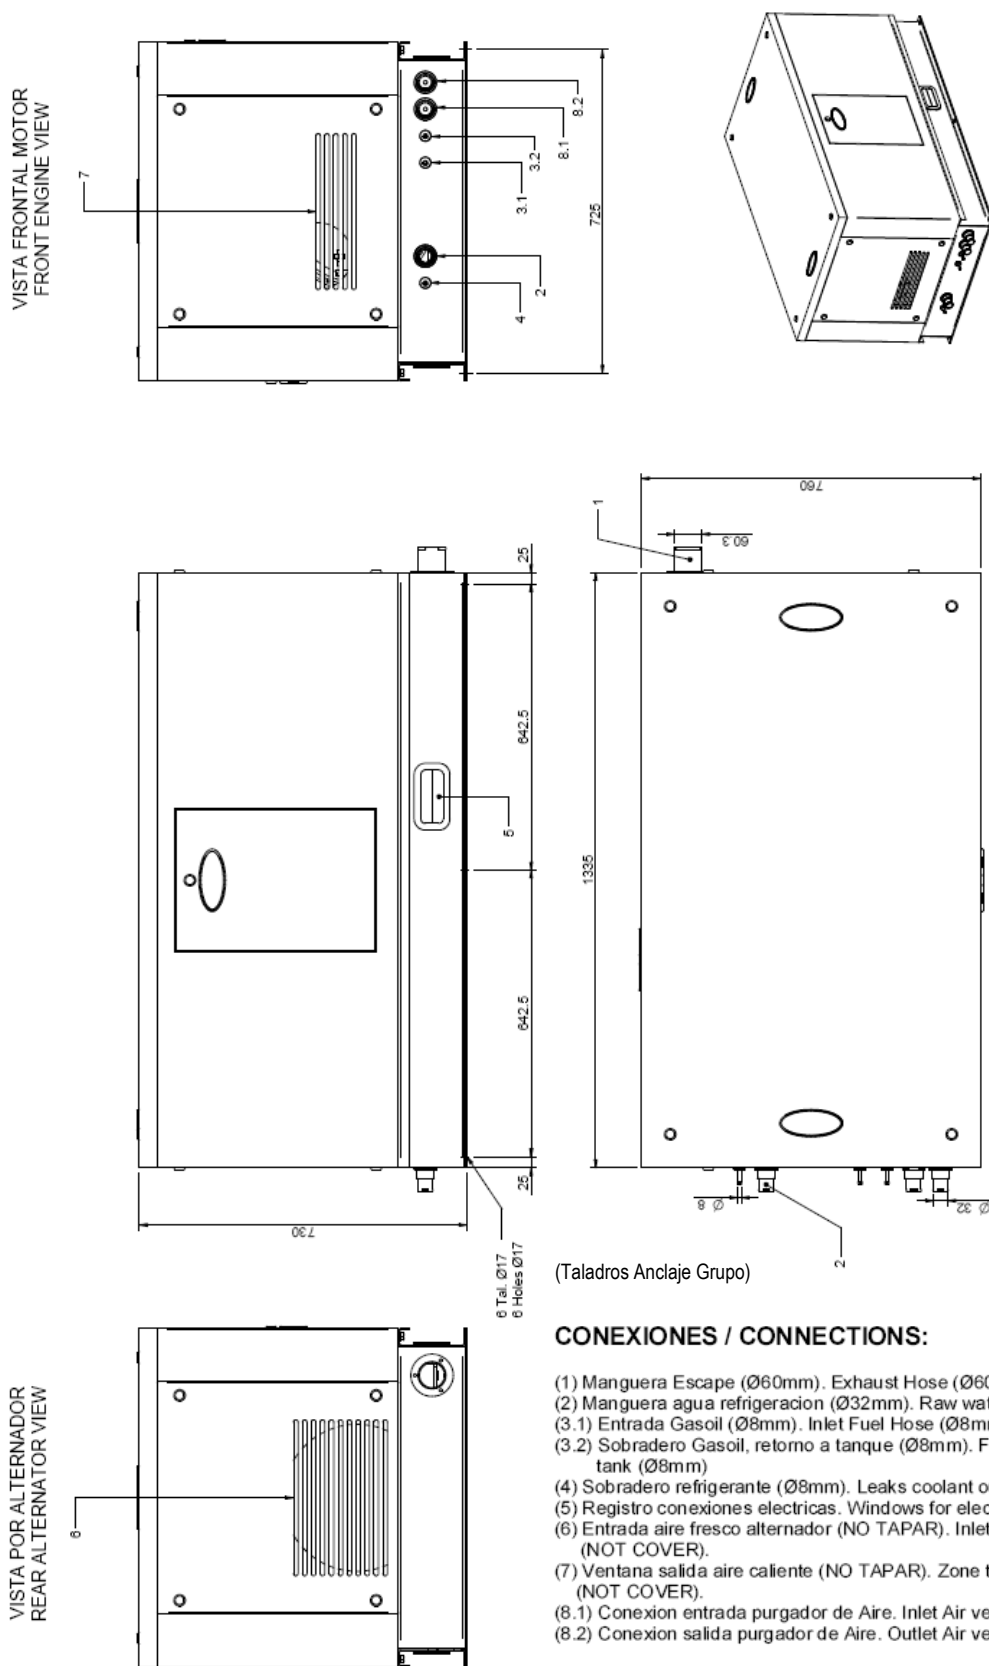 VISTA FRONTAL MOTOR
FRONT ENGINE VIEW
7
8.2
8.1
3.2
3.1
2
4
725
1
760
60.3
25
642.5
5
1335
642.5
25
730
6 Tal. Ø17
6 Holes Ø17
Ø 8
Ø 32
2
(Taladros Anclaje Grupo)
VISTA POR ALTERNADOR
REAR ALTERNATOR VIEW
6
CONEXIONES / CONNECTIONS:
(1) Manguera Escape (Ø60mm). Exhaust Hose (Ø60
(2) Manguera agua refrigeracion (Ø32mm). Raw wat
(3.1) Entrada Gasoil (Ø8mm). Inlet Fuel Hose (Ø8m
(3.2) Sobradero Gasoil, retorno a tanque (Ø8mm). F
tank (Ø8mm)
(4) Sobradero refrigerante (Ø8mm). Leaks coolant o
(5) Registro conexiones electricas. Windows for elec
(6) Entrada aire fresco alternador (NO TAPAR). Inlet
(NOT COVER).
(7) Ventana salida aire caliente (NO TAPAR). Zone t
(NOT COVER).
(8.1) Conexion entrada purgador de Aire. Inlet Air ve
(8.2) Conexion salida purgador de Aire. Outlet Air ve